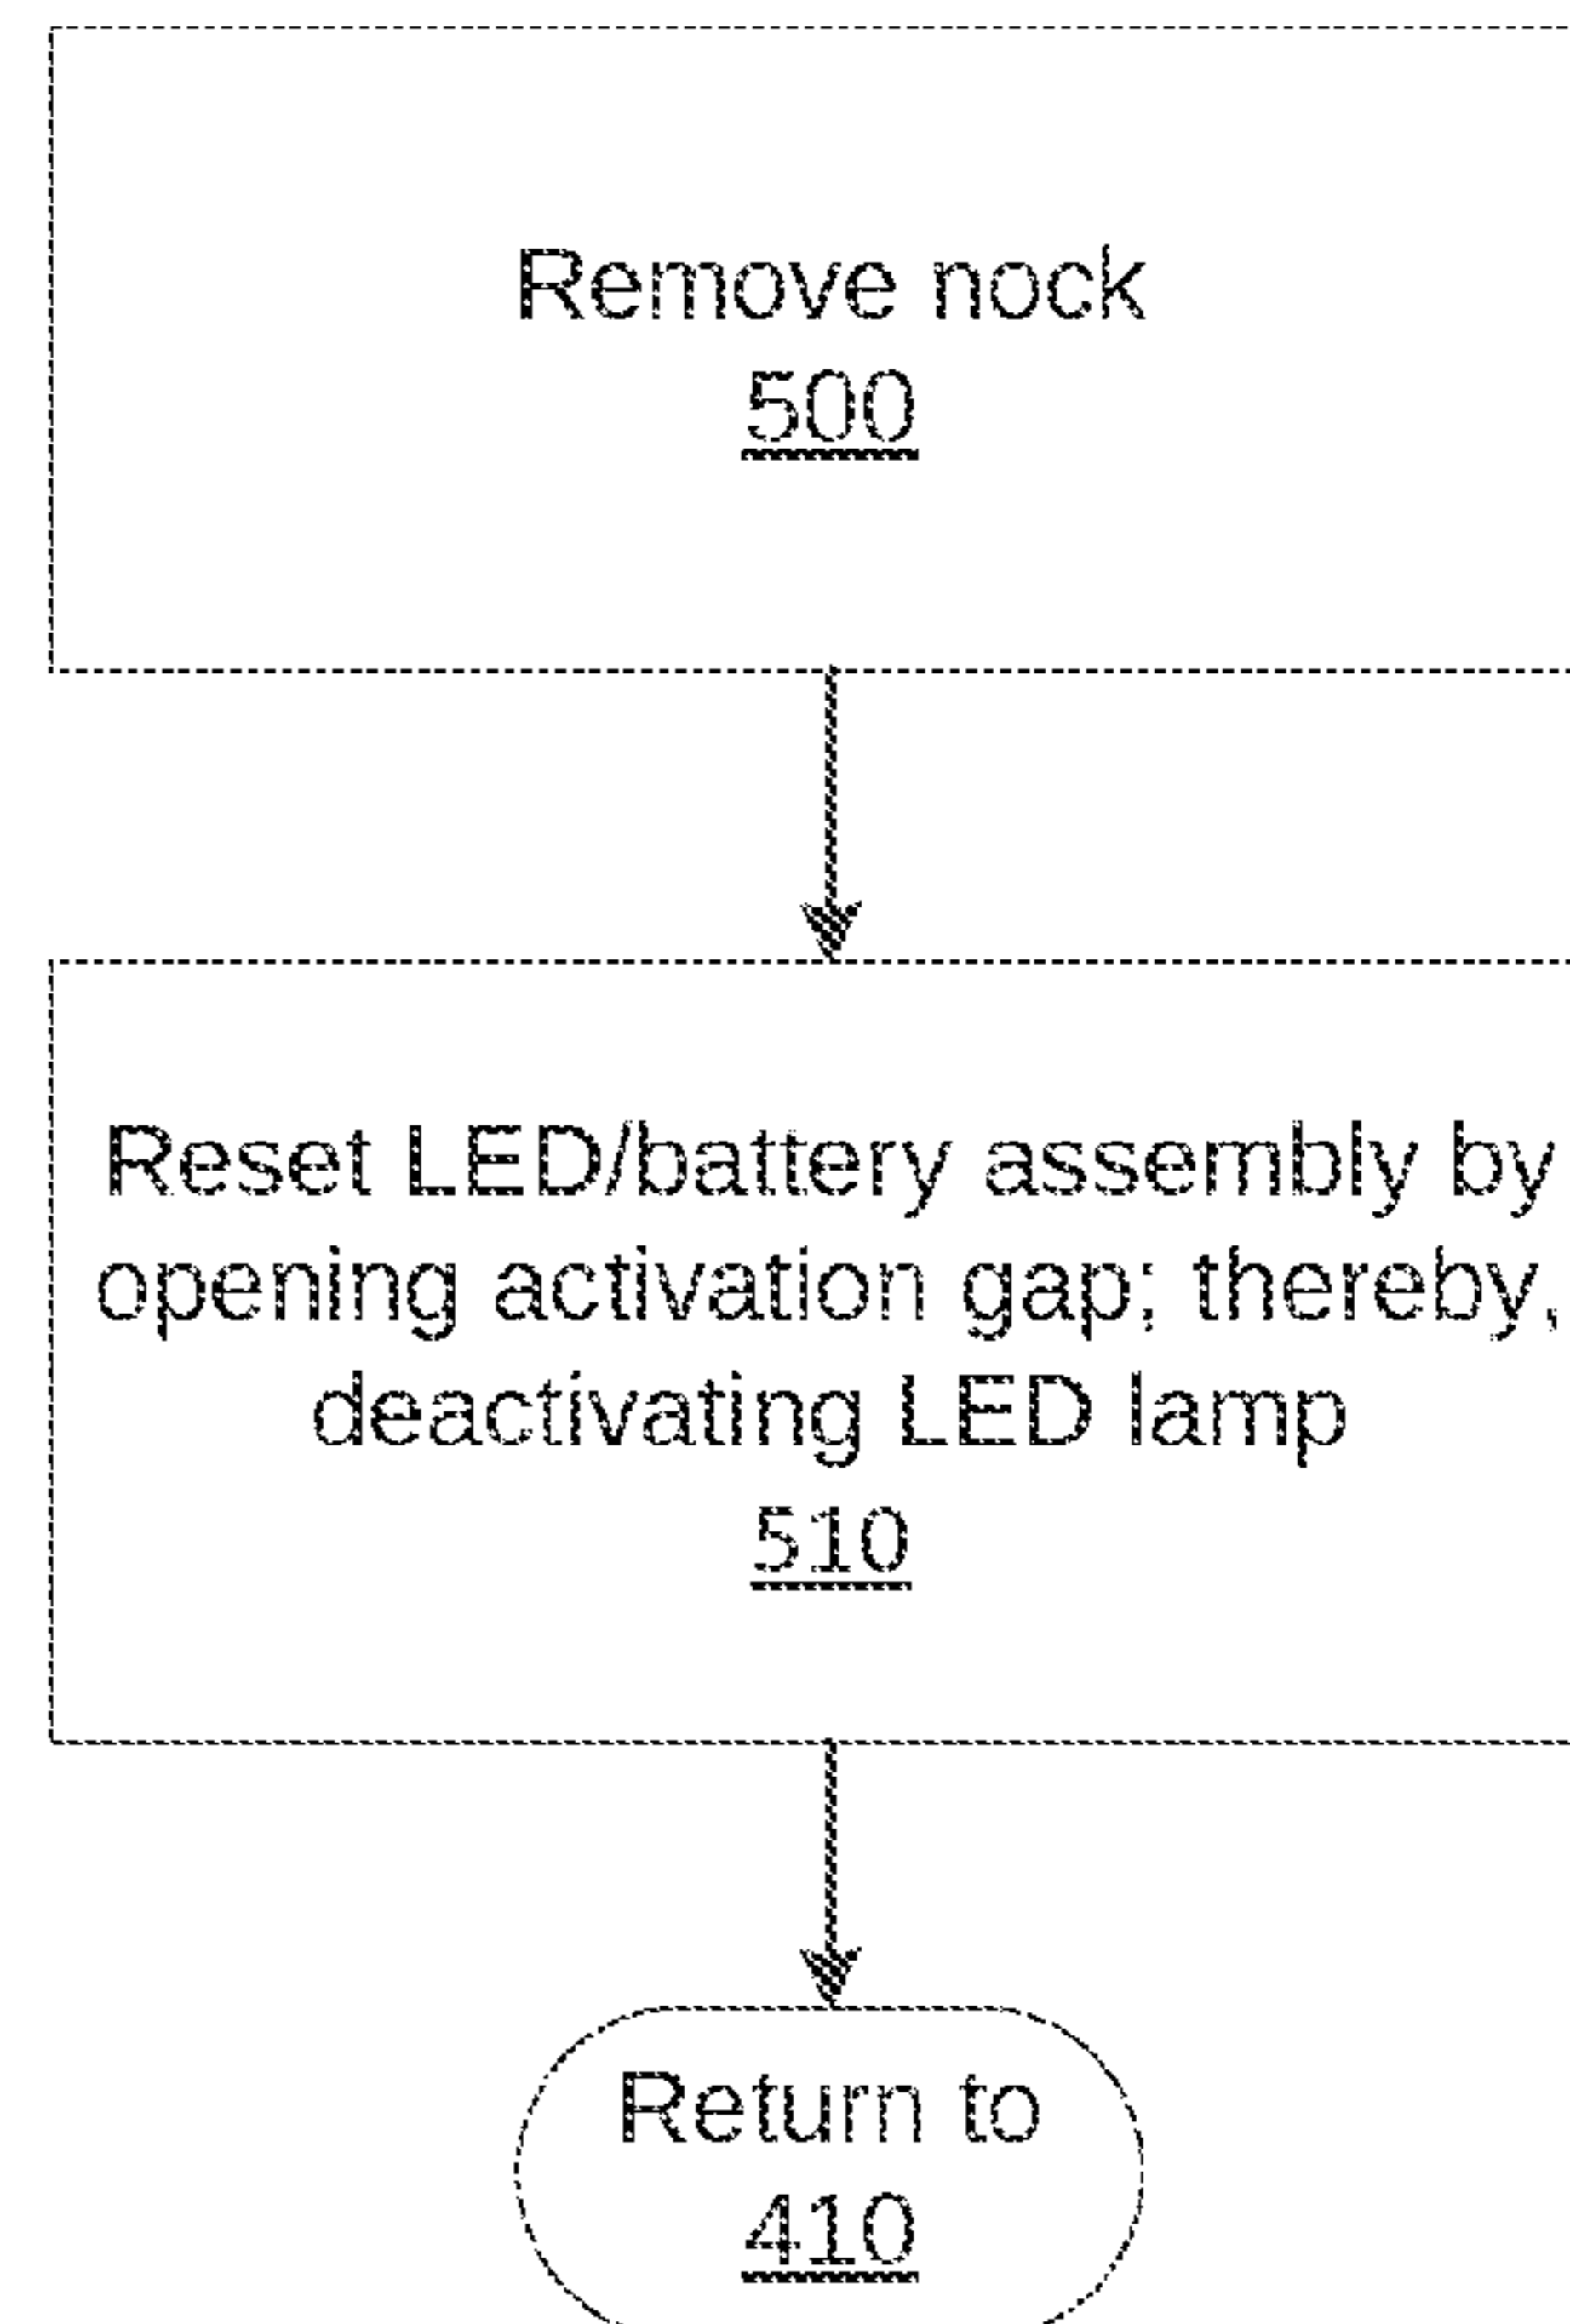 Remove nock
500
Reset LED/battery assembly by
opening activation gap; thereby,
deactivating LED lamp
510
Return to
410